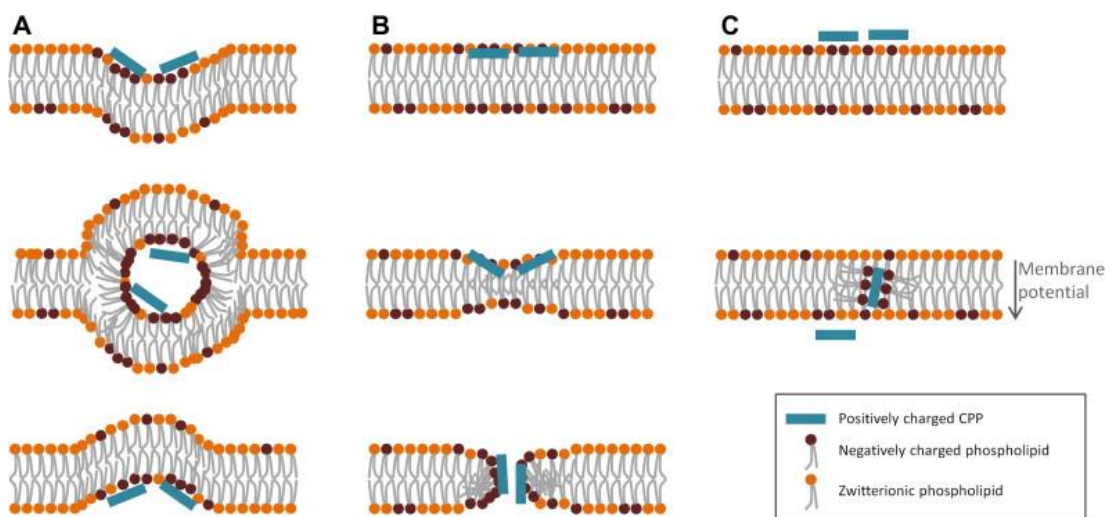 A
B
C
Membrane
potential
Positively charged CPP
Negatively charged phospholipid
Zwitterionic phospholipid